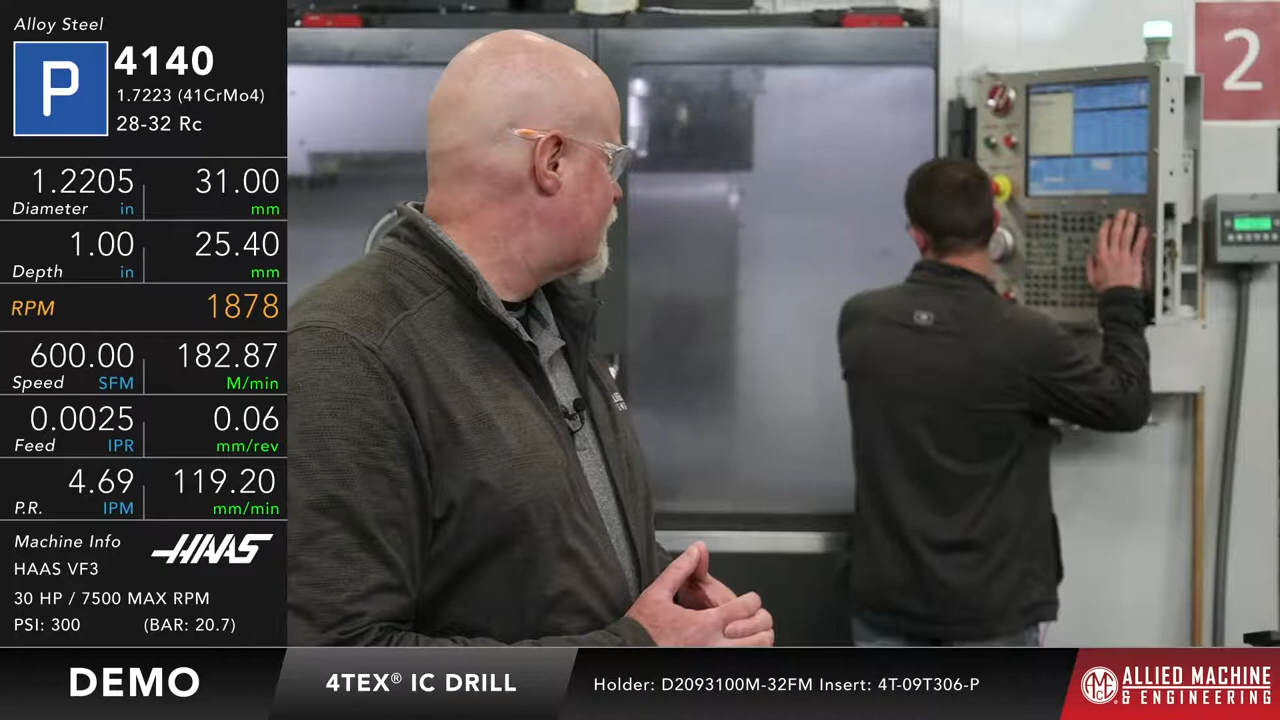 Alloy Steel
P
4140
1.7223 (41CrMo4)
28-32 Rc
1.2205 31.00
Diameter in mm
1.00 25.40
Depth in mm
RPM 1878
600.00 182.87
Speed SFM M/min
0.0025 0.06
Feed IPR mm/rev
4.69 119.20
P.R. IPM mm/min
Machine Info HAAS
HAAS VF3
30 HP / 7500 MAX RPM
PSI: 300 (BAR: 20.7)
2
DEMO
4TEX® IC DRILL
Holder: D2093100M-32FM Insert: 4T-09T306-P
AMEC
ALLIED MACHINE
& ENGINEERING